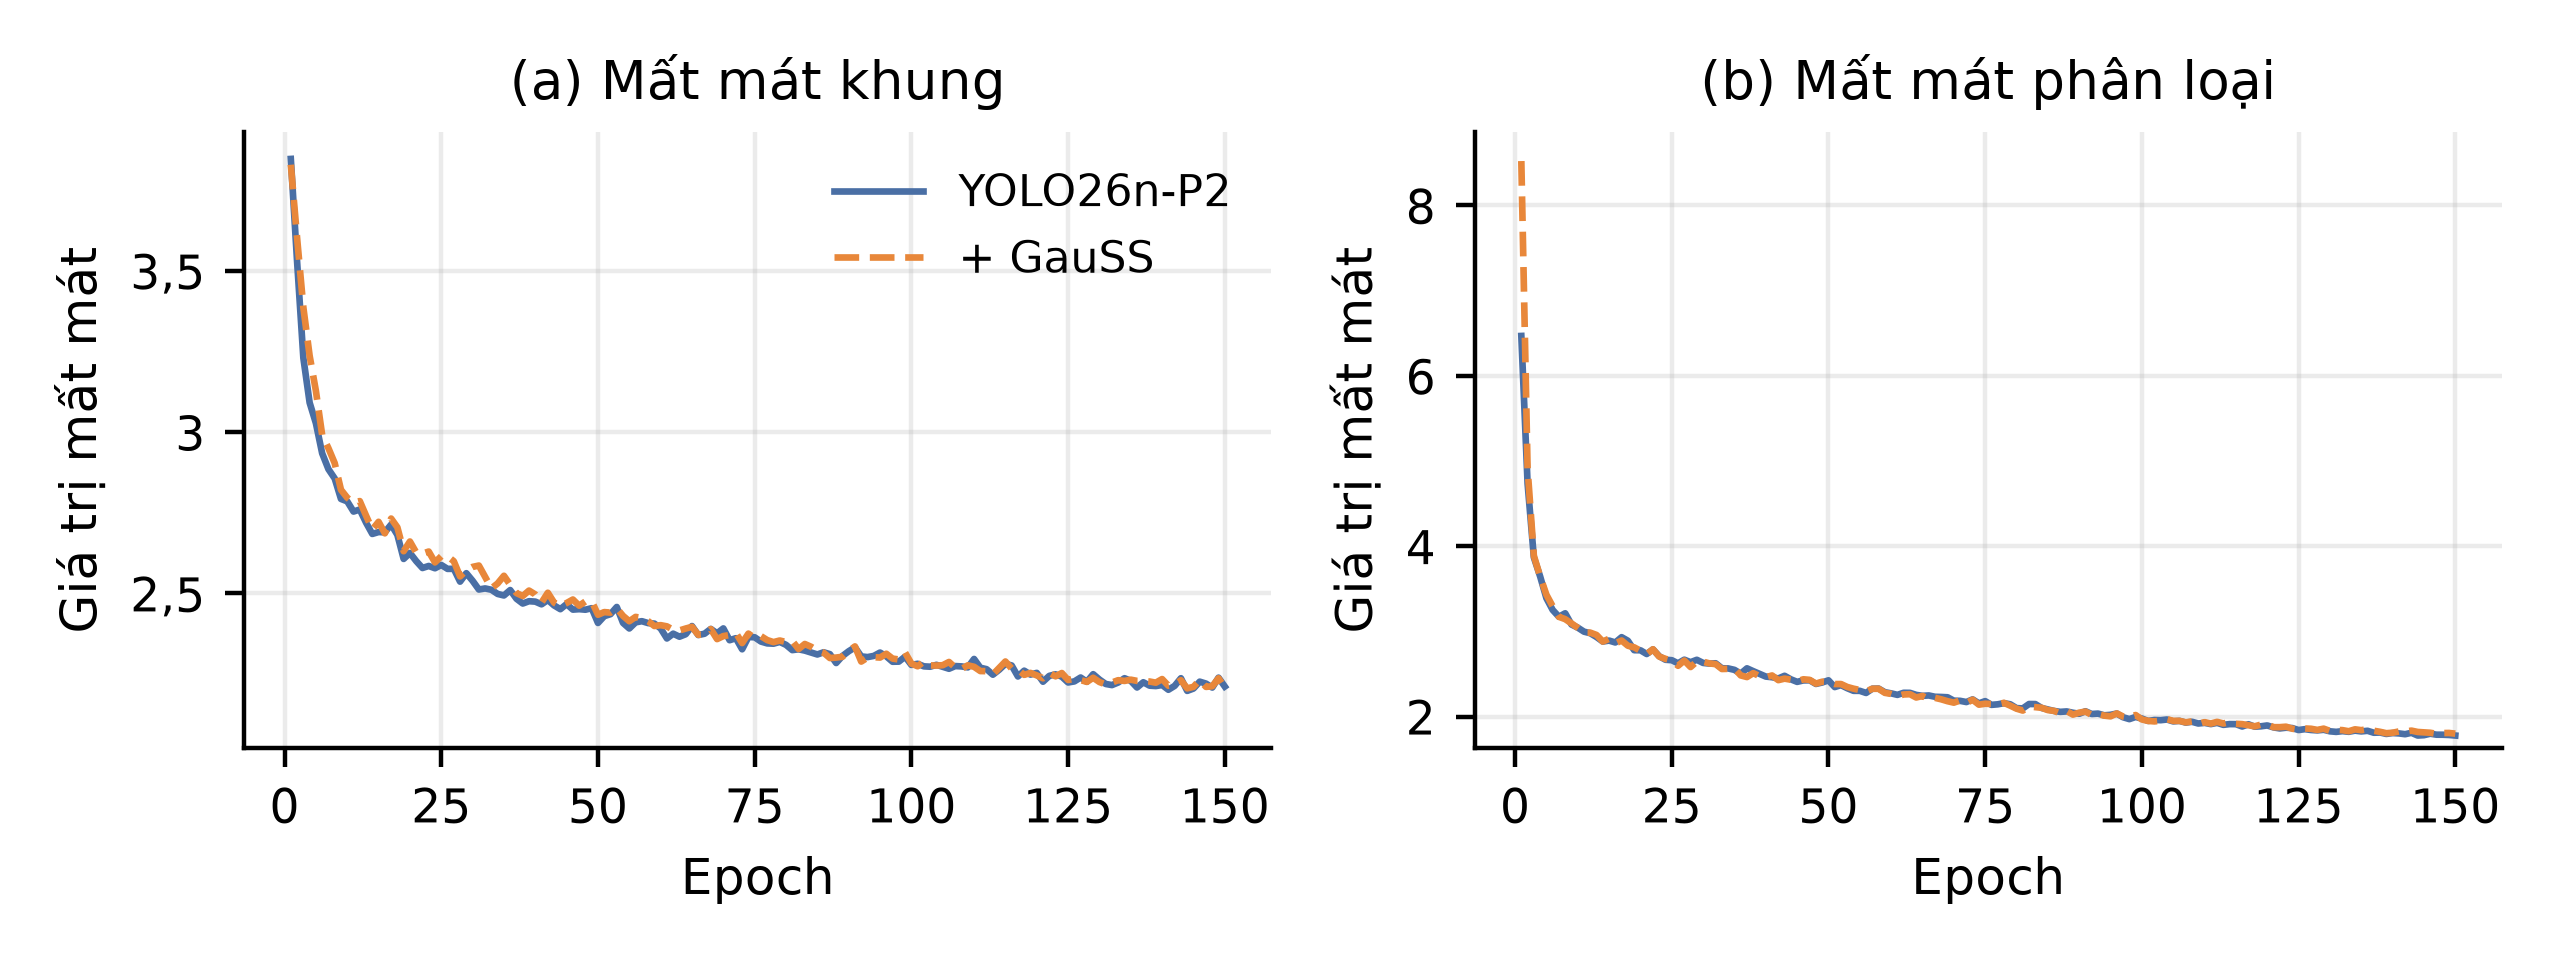 (a) Mất mát khung
Giá trị mất mát
3,5
3
2,5
YOLO26n-P2
+ GauSS
0 25 50 75 100 125 150
Epoch
(b) Mất mát phân loại
Giá trị mất mát
8
6
4
2
0 25 50 75 100 125 150
Epoch